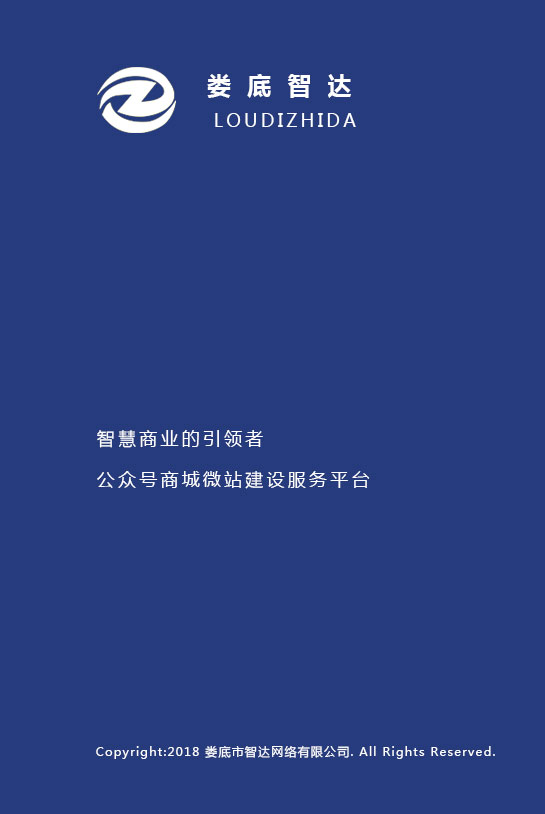 娄底智达
LOUDIZHIDA
智慧商业的引领者
公众号商城微站建设服务平台
Copyright:2018 娄底市智达网络有限公司. All Rights Reserved.